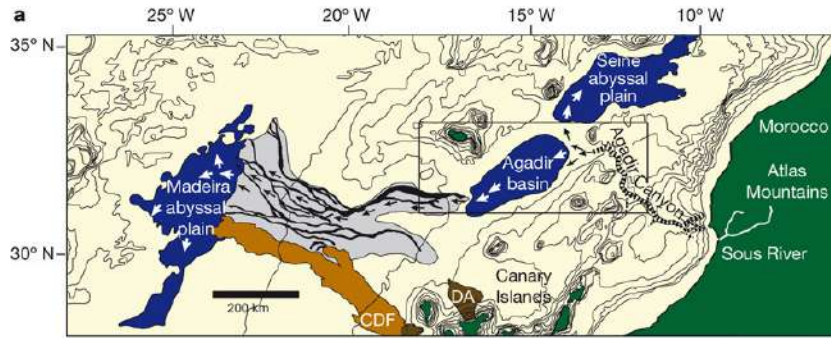 a
25° W
20° W
15° W
10° W
35° N
30° N
Seine
abyssal
plain
Morocco
Agadir
basin
Agadir Canyon
Atlas
Mountains
Madeira
abyssal
plain
Sous River
Canary
Islands
200 km
CDF
DA